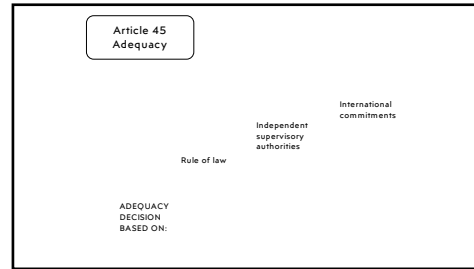 Article 45
Adequacy
International
commitments
Independent
supervisory
authorities
Rule of law
ADEQUACY
DECISION
BASED ON: